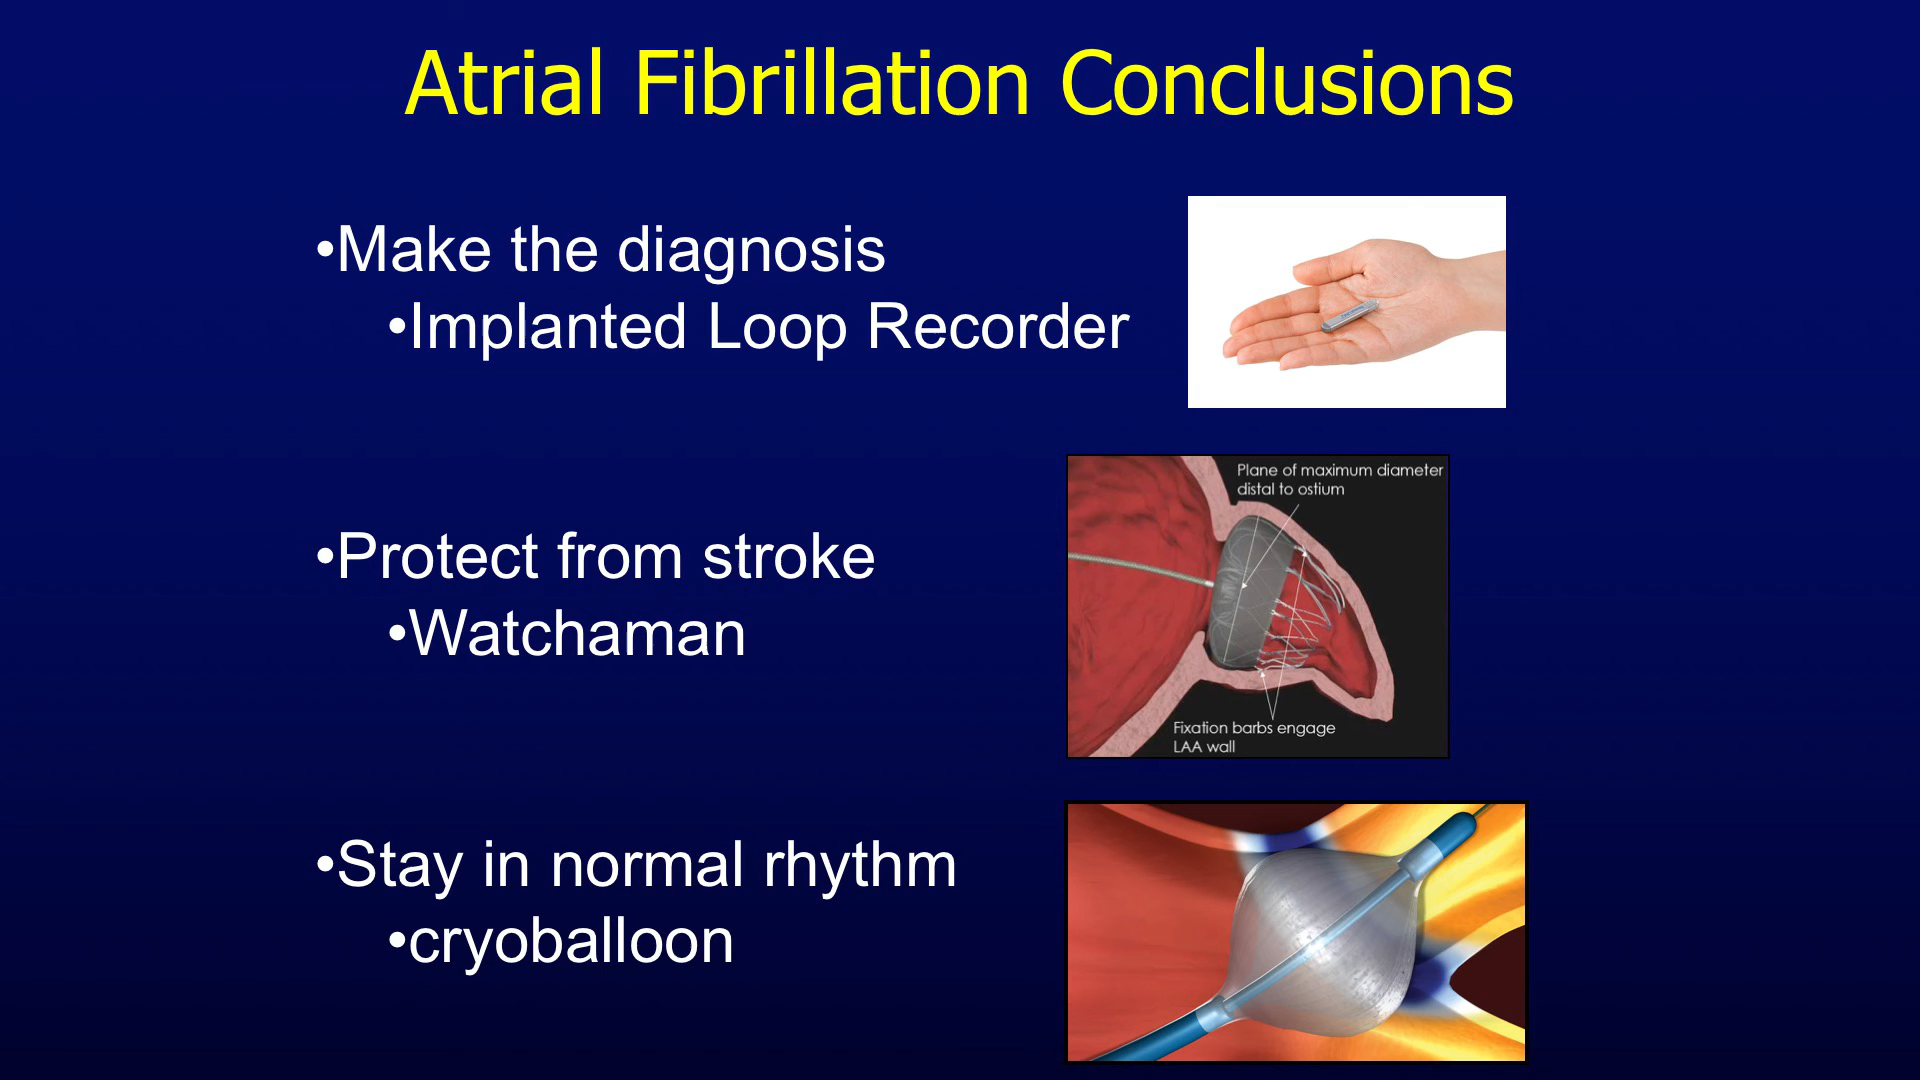 Atrial Fibrillation Conclusions
•Make the diagnosis
•Implanted Loop Recorder
Plane of maximum diameter
distal to ostium
•Protect from stroke
•Watchaman
Fixation barbs engage
LAA wall
•Stay in normal rhythm
•cryoballoon